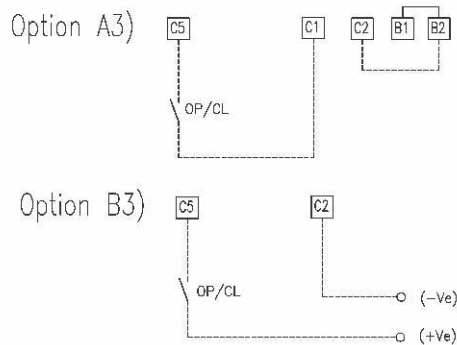 Option A3) C5 C1 C2 B1 B2
OP/CL
Option B3) C5 C2
OP/CL
(-Ve)
(+Ve)